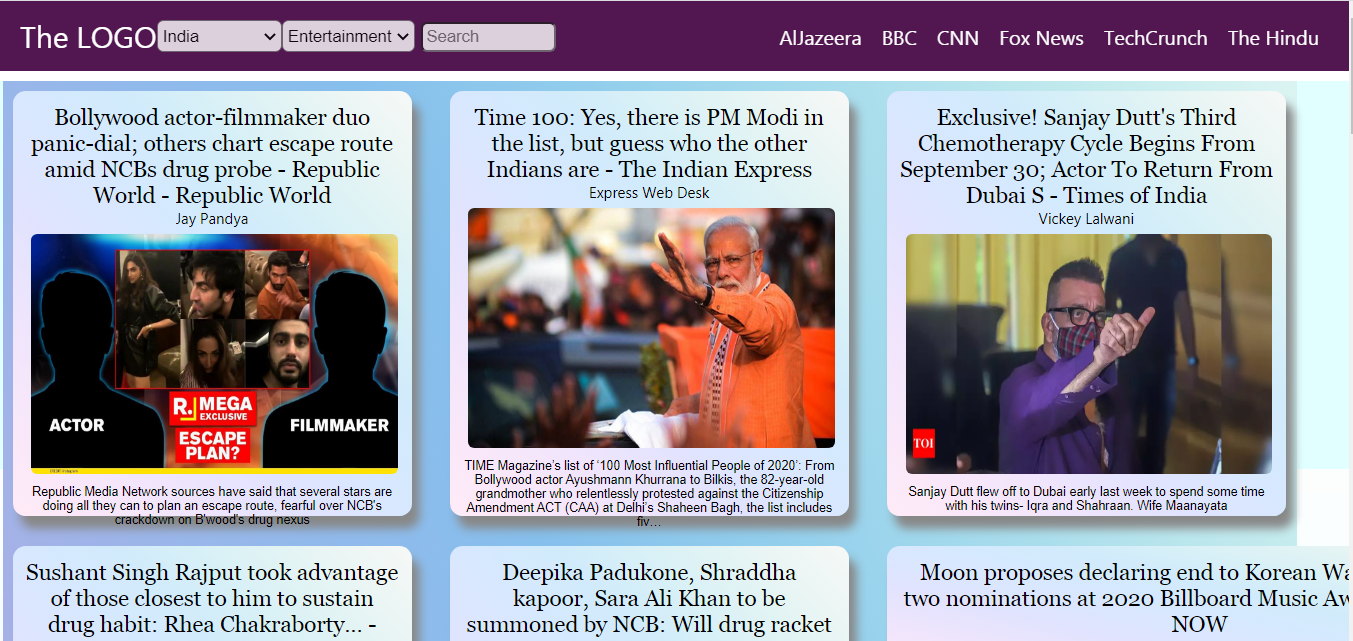 The LOGO India Entertainment Search AlJazeera BBC CNN Fox News TechCrunch The Hindu
Bollywood actor-filmmaker duo
panic-dial; others chart escape route
amid NCBs drug probe - Republic
World - Republic World
Jay Pandya
ACTOR
R. MEGA
EXCLUSIVE
ESCAPE
PLAN?
FILMMAKER
Republic Media Network sources have said that several stars are
doing all they can to plan an escape route, fearful over NCB's
crackdown on B'wood's drug nexus
Time 100: Yes, there is PM Modi in
the list, but guess who the other
Indians are - The Indian Express
Express Web Desk
TIME Magazine’s list of ‘100 Most Influential People of 2020’: From
Bollywood actor Ayushmann Khurrana to Bilkis, the 82-year-old
grandmother who relentlessly protested against the Citizenship
Amendment ACT (CAA) at Delhi’s Shaheen Bagh, the list includes
fiv…
Exclusive! Sanjay Dutt's Third
Chemotherapy Cycle Begins From
September 30; Actor To Return From
Dubai S - Times of India
Vickey Lalwani
TOI
Sanjay Dutt flew off to Dubai early last week to spend some time
with his twins- Iqra and Shahraan. Wife Maanayata
Sushant Singh Rajput took advantage
of those closest to him to sustain
drug habit: Rhea Chakraborty... -
Deepika Padukone, Shraddha
kapoor, Sara Ali Khan to be
summoned by NCB: Will drug racket
Moon proposes declaring end to Korean Wa
two nominations at 2020 Billboard Music Aw
NOW